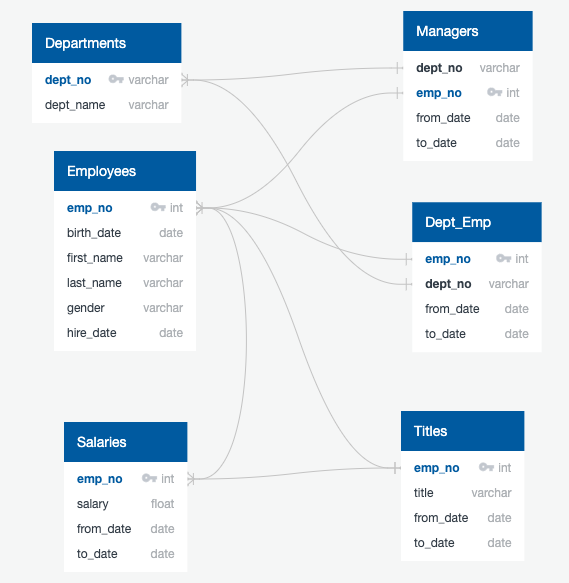 Departments
dept_no varchar
dept_name varchar
Managers
dept_no varchar
emp_no int
from_date date
to_date date
Employees
emp_no int
birth_date date
first_name varchar
last_name varchar
gender varchar
hire_date date
Dept_Emp
emp_no int
dept_no varchar
from_date date
to_date date
Salaries
emp_no int
salary float
from_date date
to_date date
Titles
emp_no int
title varchar
from_date date
to_date date